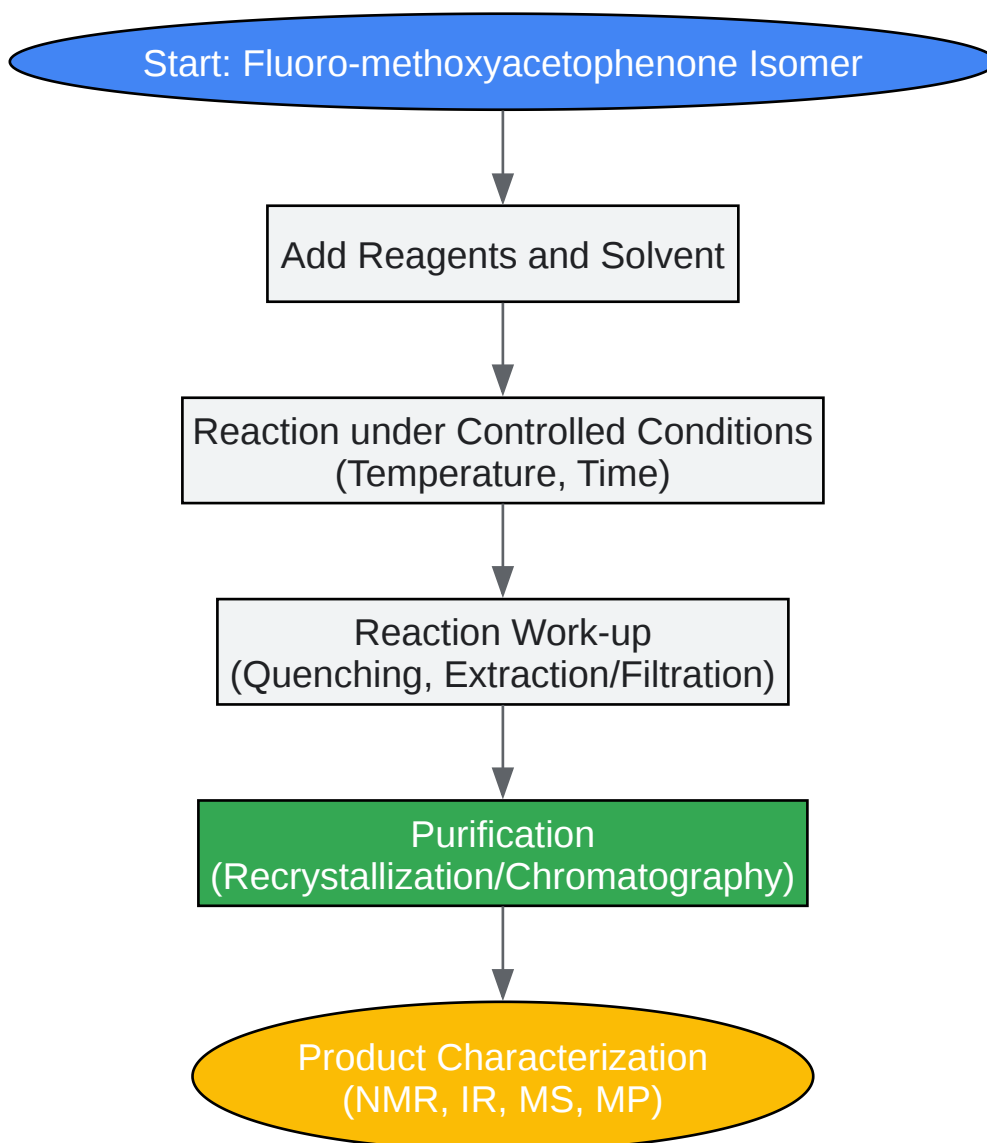 Start: Fluoro-methoxyacetophenone Isomer
Add Reagents and Solvent
Reaction under Controlled Conditions
(Temperature, Time)
Reaction Work-up
(Quenching, Extraction/Filtration)
Purification
(Recrystallization/Chromatography)
Product Characterization
(NMR, IR, MS, MP)